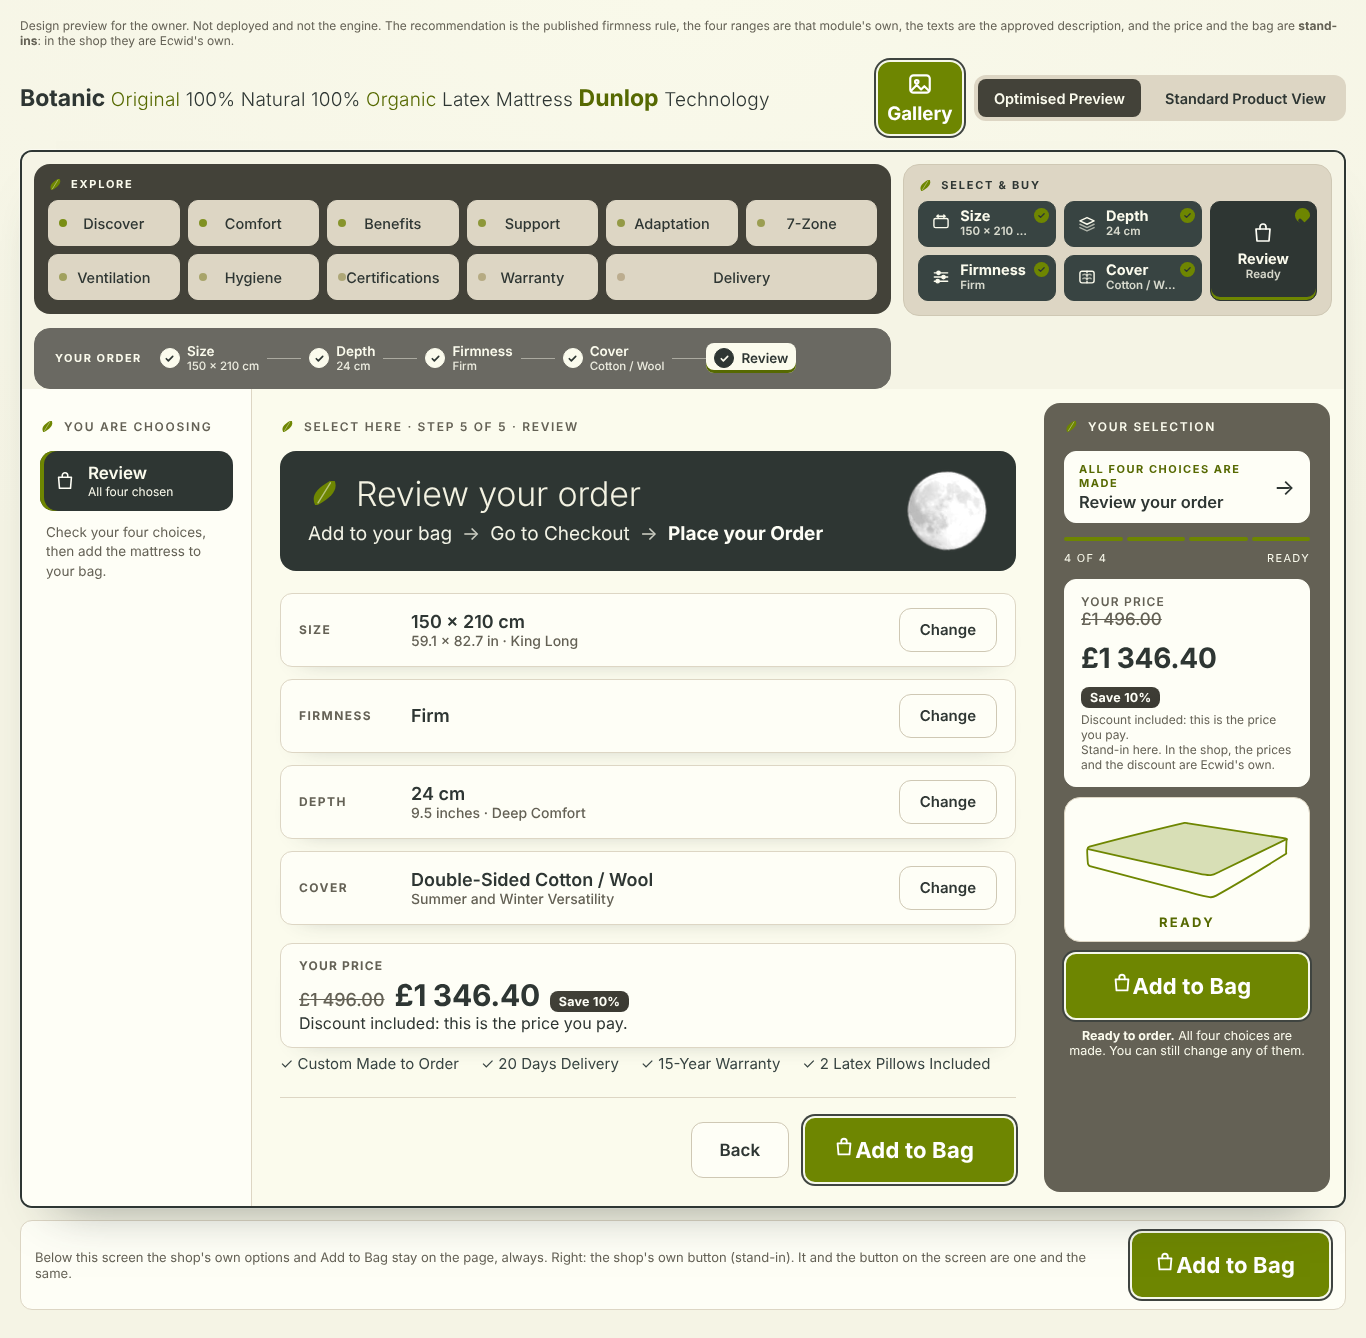 Design preview for the owner. Not deployed and not the engine. The recommendation is the published firmness rule, the four ranges are that module's own, the texts are the approved description, and the price and the bag are stand-
ins: in the shop they are Ecwid's own.
Botanic Original 100% Natural 100% Organic Latex Mattress Dunlop Technology
Gallery
Optimised Preview
Standard Product View
EXPLORE
Discover
Comfort
Benefits
Support
Adaptation
7-Zone
Ventilation
Hygiene
Certifications
Warranty
Delivery
SELECT & BUY
Size
150 × 210 ...
Depth
24 cm
Firmness
Firm
Cover
Cotton / W...
Review
Ready
YOUR ORDER
Size
150 × 210 cm
Depth
24 cm
Firmness
Firm
Cover
Cotton / Wool
Review
YOU ARE CHOOSING
Review
All four chosen
Check your four choices,
then add the mattress to
your bag.
SELECT HERE · STEP 5 OF 5 · REVIEW
Review your order
Add to your bag → Go to Checkout → Place your Order
SIZE
150 × 210 cm
59.1 × 82.7 in · King Long
Change
FIRMNESS
Firm
Change
DEPTH
24 cm
9.5 inches · Deep Comfort
Change
COVER
Double-Sided Cotton / Wool
Summer and Winter Versatility
Change
YOUR PRICE
£1 496.00 £1 346.40 Save 10%
Discount included: this is the price you pay.
✓ Custom Made to Order ✓ 20 Days Delivery ✓ 15-Year Warranty ✓ 2 Latex Pillows Included
Back
Add to Bag
YOUR SELECTION
ALL FOUR CHOICES ARE
MADE
Review your order →
4 OF 4
READY
YOUR PRICE
£1 496.00
£1 346.40
Save 10%
Discount included: this is the price
you pay.
Stand-in here. In the shop, the prices
and the discount are Ecwid's own.
READY
Add to Bag
Ready to order. All four choices are
made. You can still change any of them.
Below this screen the shop's own options and Add to Bag stay on the page, always. Right: the shop's own button (stand-in). It and the button on the screen are one and the
same.
Add to Bag